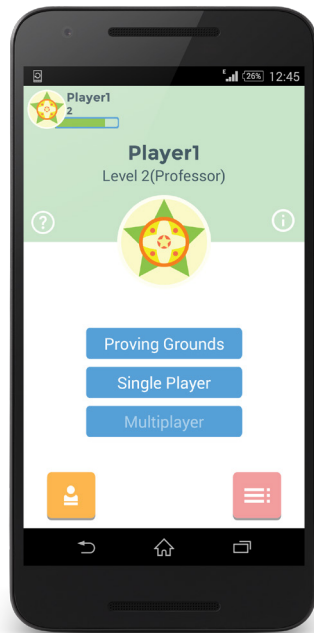 E 26% 12:45
Player1
2
Player1
Level 2(Professor)
?
i
Proving Grounds
Single Player
Multiplayer